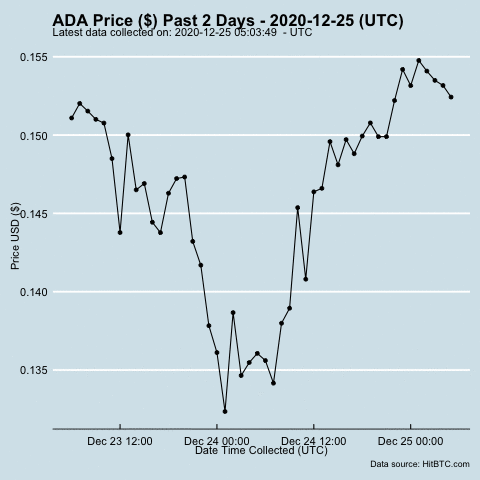 ADA Price ($) Past 2 Days - 2020-12-25 (UTC)
Latest data collected on: 2020-12-25 05:03:49  - UTC
0.155
0.150
0.145
0.140
0.135
Price USD ($)
Dec 23 12:00
Dec 24 00:00
Dec 24 12:00
Dec 25 00:00
Date Time Collected (UTC)
Data source: HitBTC.com